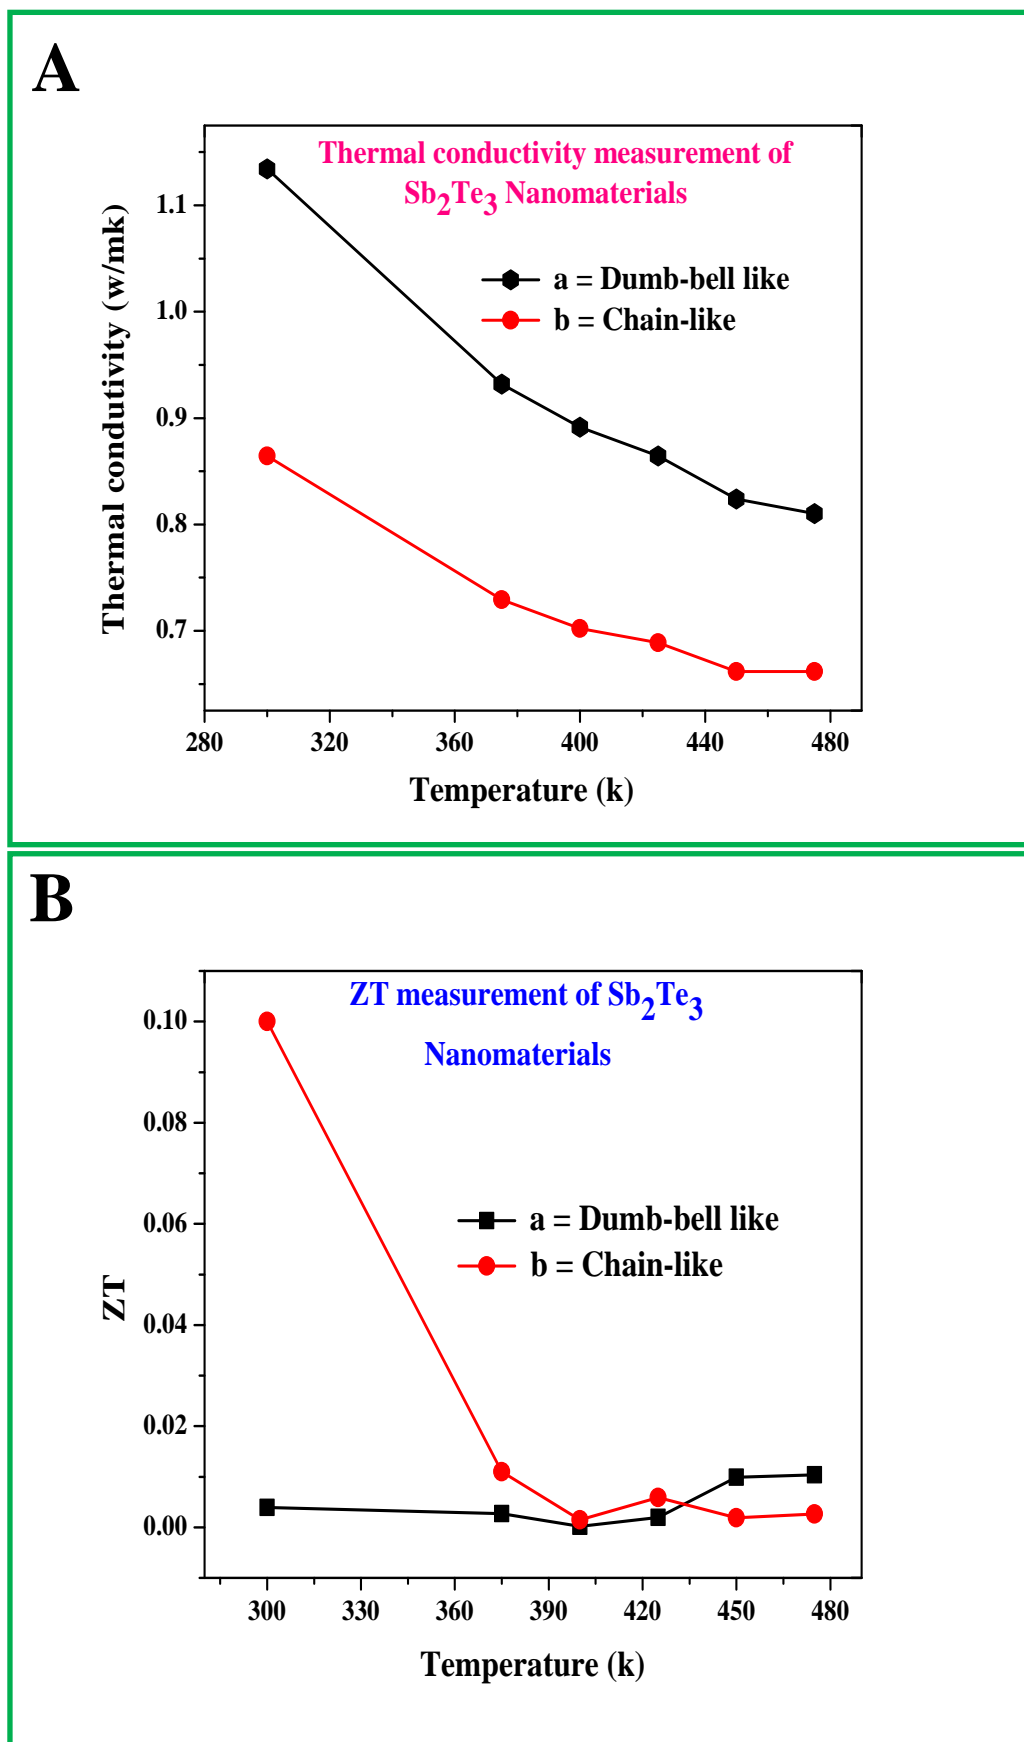 A
Thermal conductivity measurement of
Sb2Te3 Nanomaterials
a = Dumb-bell like
b = Chain-like
Thermal condutivity (w/mk)
1.1
1.0
0.9
0.8
0.7
280 320 360 400 440 480
Temperature (k)
B
ZT measurement of Sb2Te3
Nanomaterials
a = Dumb-bell like
b = Chain-like
ZT
0.10
0.08
0.06
0.04
0.02
0.00
300 330 360 390 420 450 480
Temperature (k)